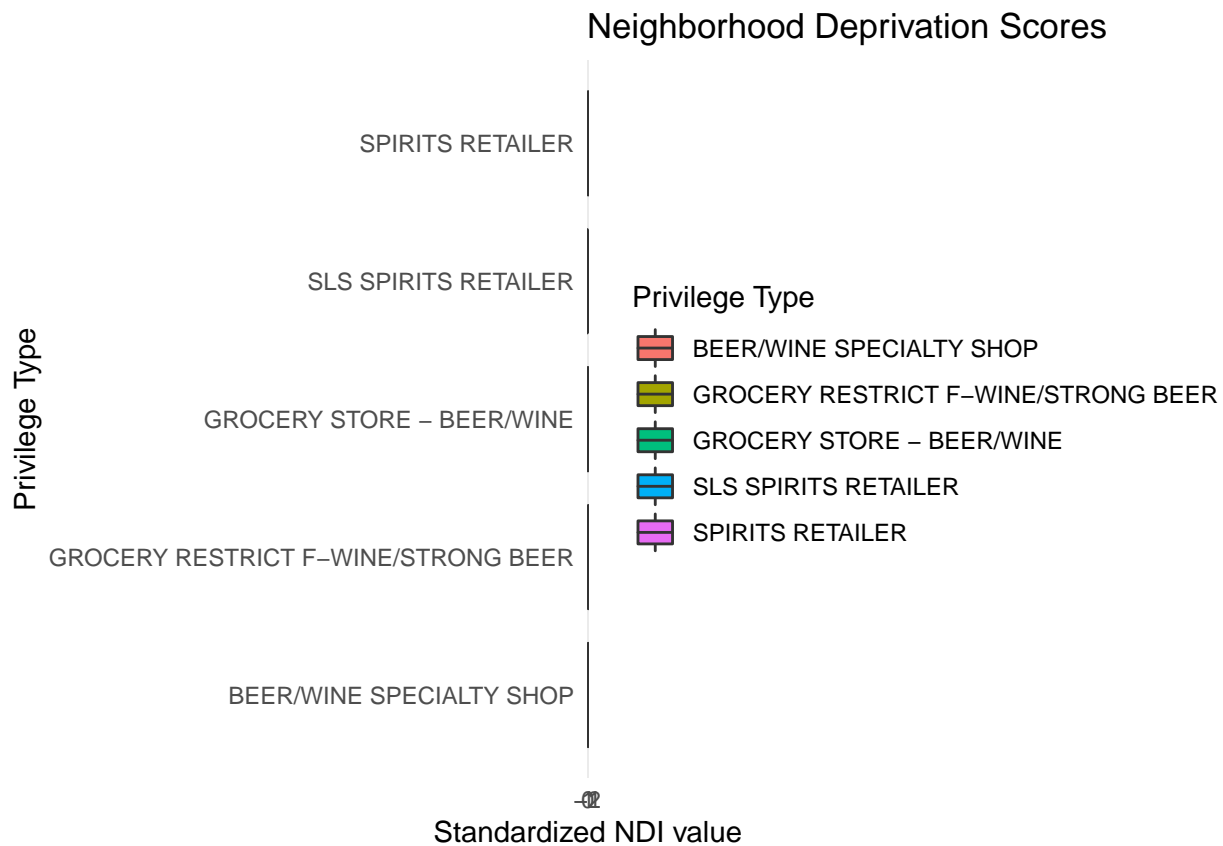 Neighborhood Deprivation Scores
SPIRITS RETAILER
SLS SPIRITS RETAILER
GROCERY STORE − BEER/WINE
GROCERY RESTRICT F−WINE/STRONG BEER
BEER/WINE SPECIALTY SHOP
Privilege Type
Standardized NDI value
Privilege Type
BEER/WINE SPECIALTY SHOP
GROCERY RESTRICT F−WINE/STRONG BEER
GROCERY STORE − BEER/WINE
SLS SPIRITS RETAILER
SPIRITS RETAILER